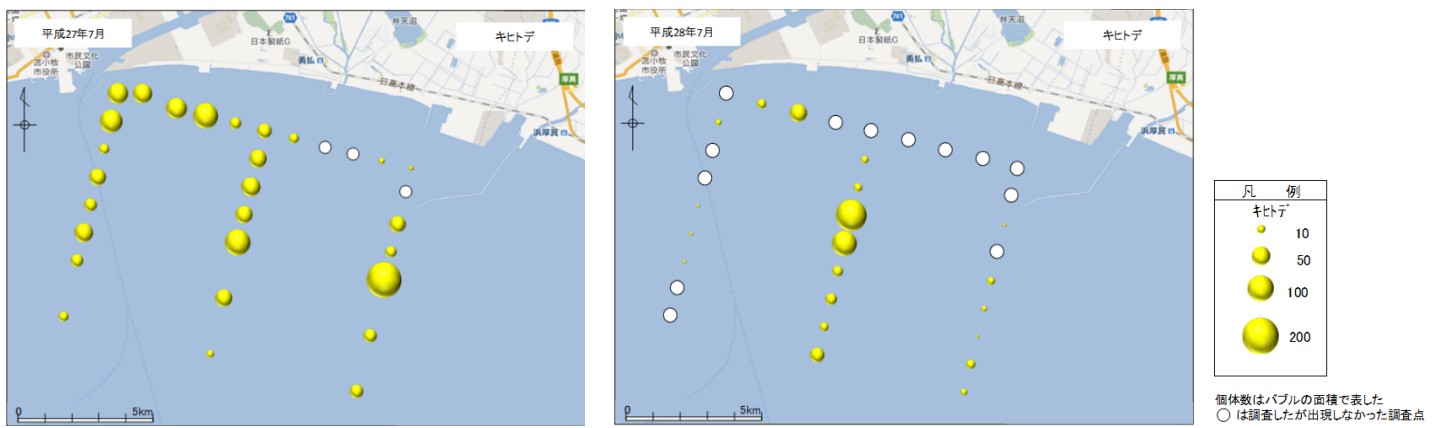 平成27年7月
キヒトデ
781
弁天沼
日本製紙G
市民文化
公園
苫小牧
市役所
勇払
日高本線
厚真
浜厚真
0
5km
平成28年7月
キヒトデ
781
弁天沼
日本製紙G
市民文化
公園
苫小牧
市役所
勇払
日高本線
厚真
浜厚真
0
5km
凡 例
キヒトデ
10
50
100
200
個体数はバブルの面積で表した
○ は調査したが出現しなかった調査点